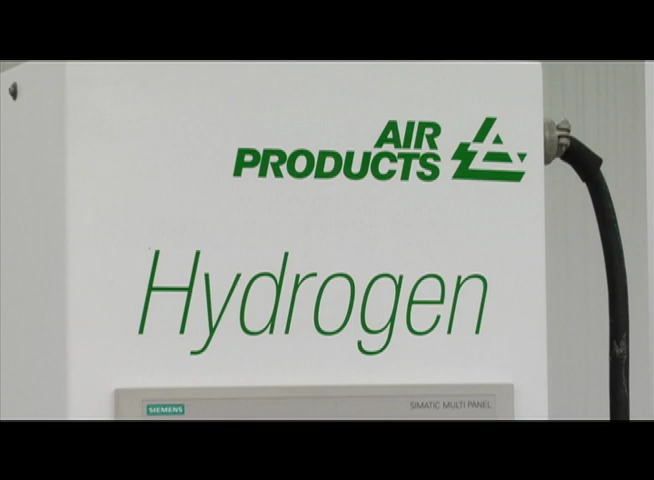 AIR
PRODUCTS
Hydrogen
SIEMENS
SIMATIC MULTI PANEL